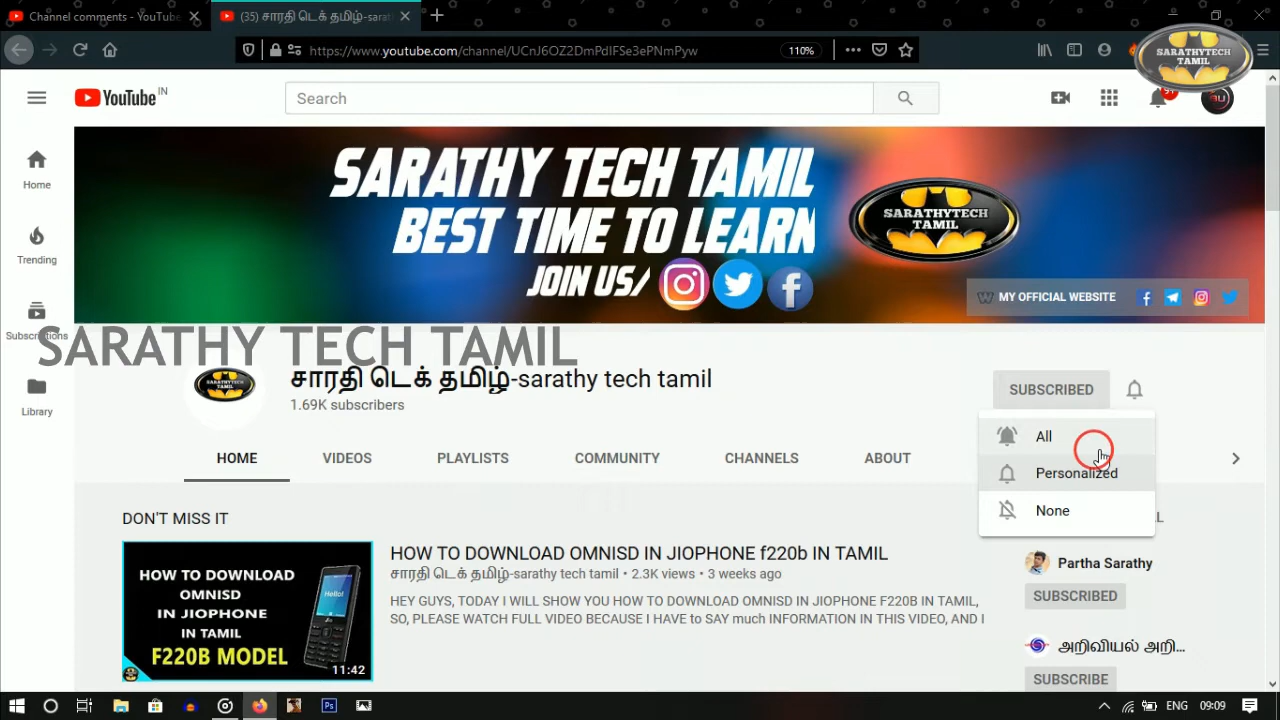 Channel comments - YouTube
(35) சாரதி டெக் தமிழ்-sarat
https://www.youtube.com/channel/UCnJ6OZ2DmPdIFSe3ePNmPyw
110%
SARATHYTECH
TAMIL
YouTube IN
Search
Home
Trending
Subscriptions
Library
SARATHY TECH TAMIL
BEST TIME TO LEARN
JOIN US/
SARATHYTECH
TAMIL
MY OFFICIAL WEBSITE
SARATHY TECH TAMIL
SARATHYTECH
TAMIL
சாரதி டெக் தமிழ்-sarathy tech tamil
1.69K subscribers
SUBSCRIBED
All
Personalized
None
HOME
VIDEOS
PLAYLISTS
COMMUNITY
CHANNELS
ABOUT
DON'T MISS IT
HOW TO DOWNLOAD
OMNISD
IN JIOPHONE
IN TAMIL
F220B MODEL
Hello!
11:42
HOW TO DOWNLOAD OMNISD IN JIOPHONE f220b IN TAMIL
சாரதி டெக் தமிழ்-sarathy tech tamil • 2.3K views • 3 weeks ago
HEY GUYS, TODAY I WILL SHOW YOU HOW TO DOWNLOAD OMNISD IN JIOPHONE F220B IN TAMIL,
SO, PLEASE WATCH FULL VIDEO BECAUSE I HAVE to SAY much INFORMATION IN THIS VIDEO, AND I
Partha Sarathy
SUBSCRIBED
அறிவியல் அறி...
SUBSCRIBE
ENG
09:09